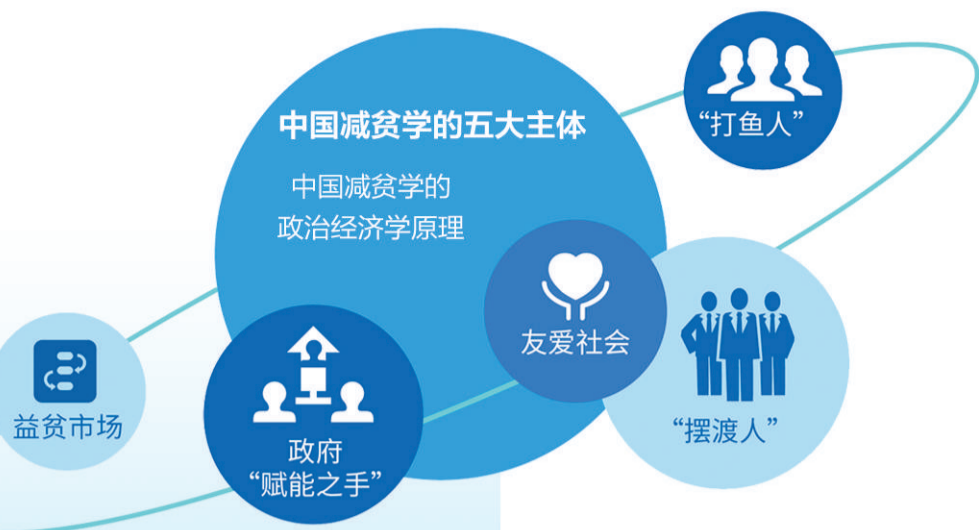 中国减贫学的五大主体
中国减贫学的
政治经济学原理
“打鱼人”
友爱社会
“摆渡人”
益贫市场
政府
“赋能之手”